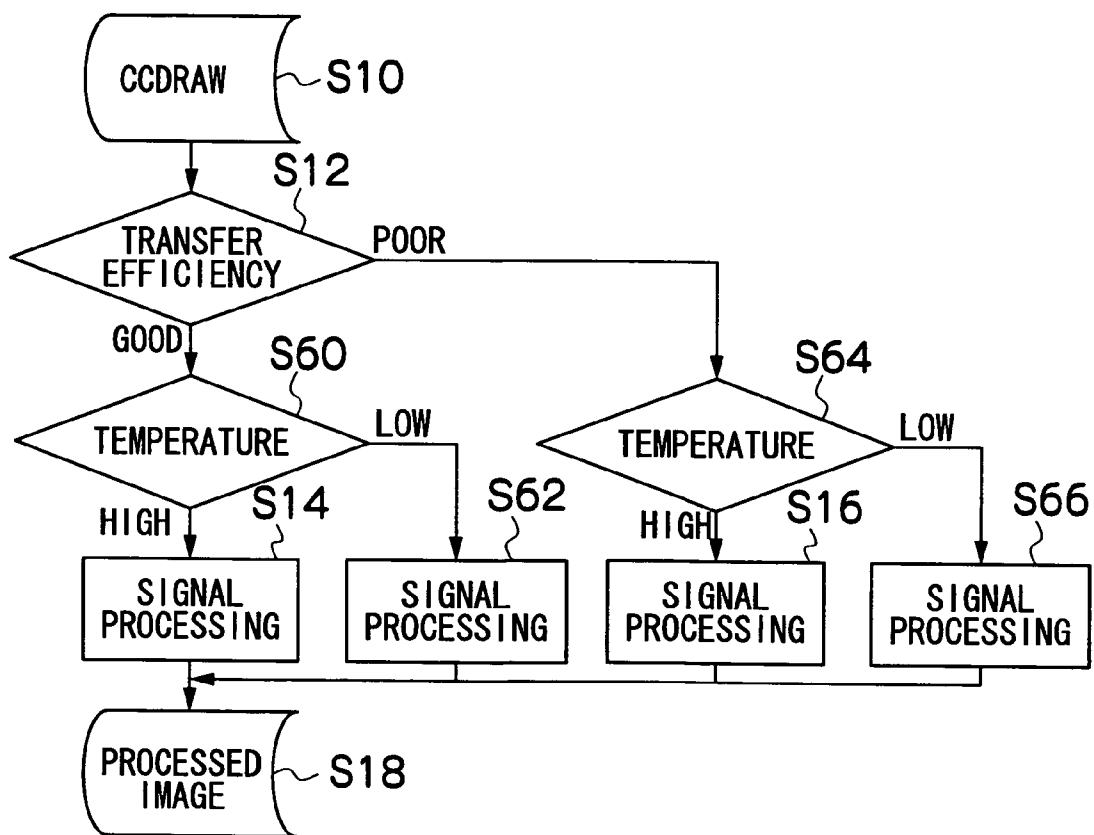 CCDRAW
S10
S12
TRANSFER
EFFICIENCY
POOR
GOOD
S60
S64
TEMPERATURE
LOW
TEMPERATURE
LOW
HIGH
S14
S62
HIGH
S16
S66
SIGNAL
PROCESSING
SIGNAL
PROCESSING
SIGNAL
PROCESSING
SIGNAL
PROCESSING
PROCESSED
IMAGE
S18